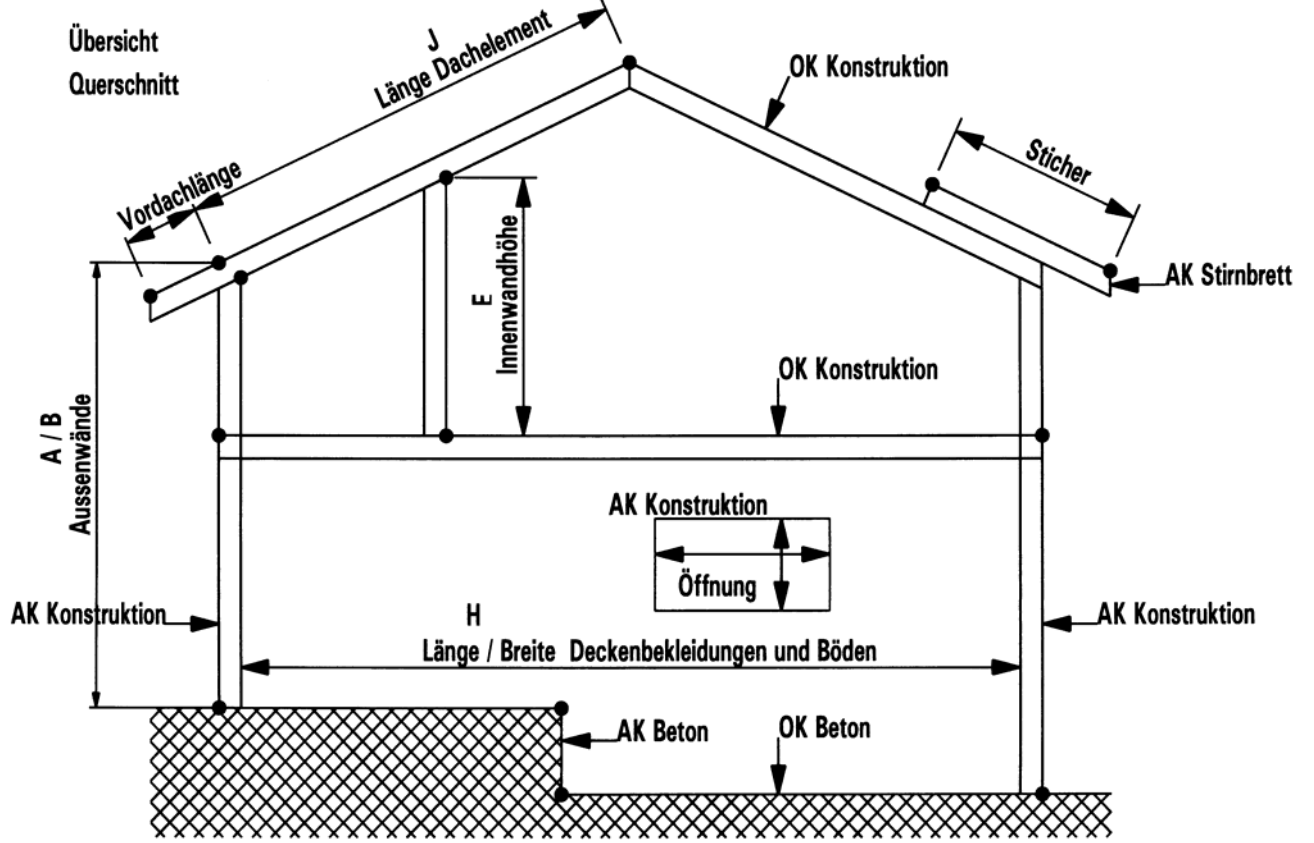 Übersicht
Querschnitt
J
Länge Dachelement
OK Konstruktion
Sticher
Vordachlänge
AK Stirnbrett
E
Innenwandhöhe
OK Konstruktion
A / B
Aussenwände
AK Konstruktion
Öffnung
AK Konstruktion
H
AK Konstruktion
Länge / Breite Deckenbekleidungen und Böden
AK Beton
OK Beton